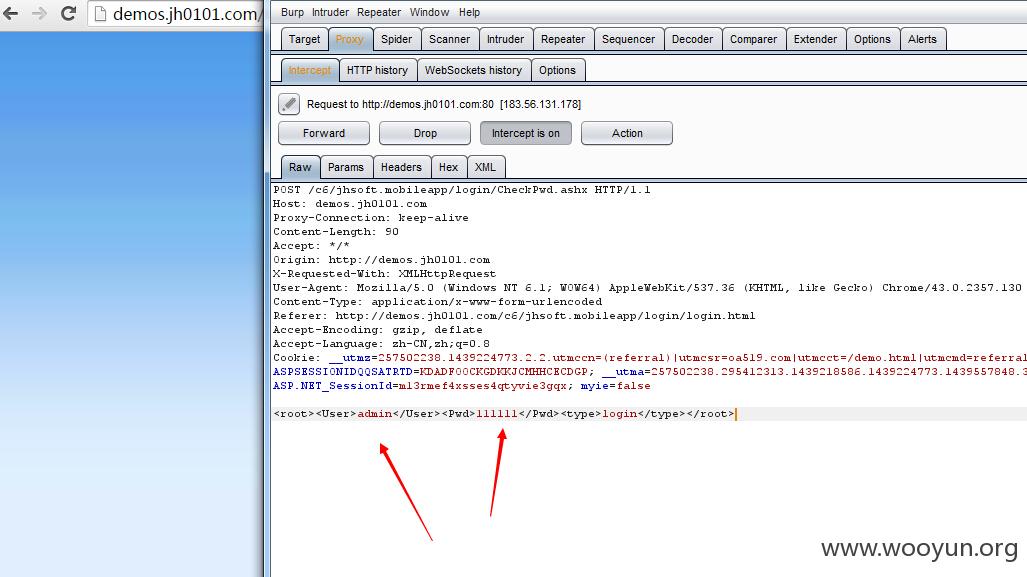 demos.jh0101.com/
Burp Intruder Repeater Window Help
Target Proxy Spider Scanner Intruder Repeater Sequencer Decoder Comparer Extender Options Alerts
Intercept HTTP history WebSockets history Options
Request to http://demos.jh0101.com:80 [183.56.131.178]
Forward Drop Intercept is on Action
Raw Params Headers Hex XML
POST /c6/jhsoft.mobileapp/login/CheckPwd.ashx HTTP/1.1
Host: demos.jh0101.com
Proxy-Connection: keep-alive
Content-Length: 90
Accept: */*
Origin: http://demos.jh0101.com
X-Requested-With: XMLHttpRequest
User-Agent: Mozilla/5.0 (Windows NT 6.1; WOW64) AppleWebKit/537.36 (KHTML, like Gecko) Chrome/43.0.2357.130
Content-Type: application/x-www-form-urlencoded
Referer: http://demos.jh0101.com/c6/jhsoft.mobileapp/login/login.html
Accept-Encoding: gzip, deflate
Accept-Language: zh-CN,zh;q=0.8
Cookie: __utmz=257502238.1439224773.2.2.utmccn=(referral)|utmcsr=oa519.com|utmcct=/demo.html|utmcmd=referral
ASPSESSIONIDQQSATRTD=KDADFOOCKGDKKJCMHHCECDGP; __utma=257502238.295412313.1439218586.1439224773.1439557848.3
ASP.NET_SessionId=ml3rmef4xsses4qtyvie3gqx; myie=false
<root><User>admin</User><Pwd>111111</Pwd><type>login</type></root>
www.wooyun.org